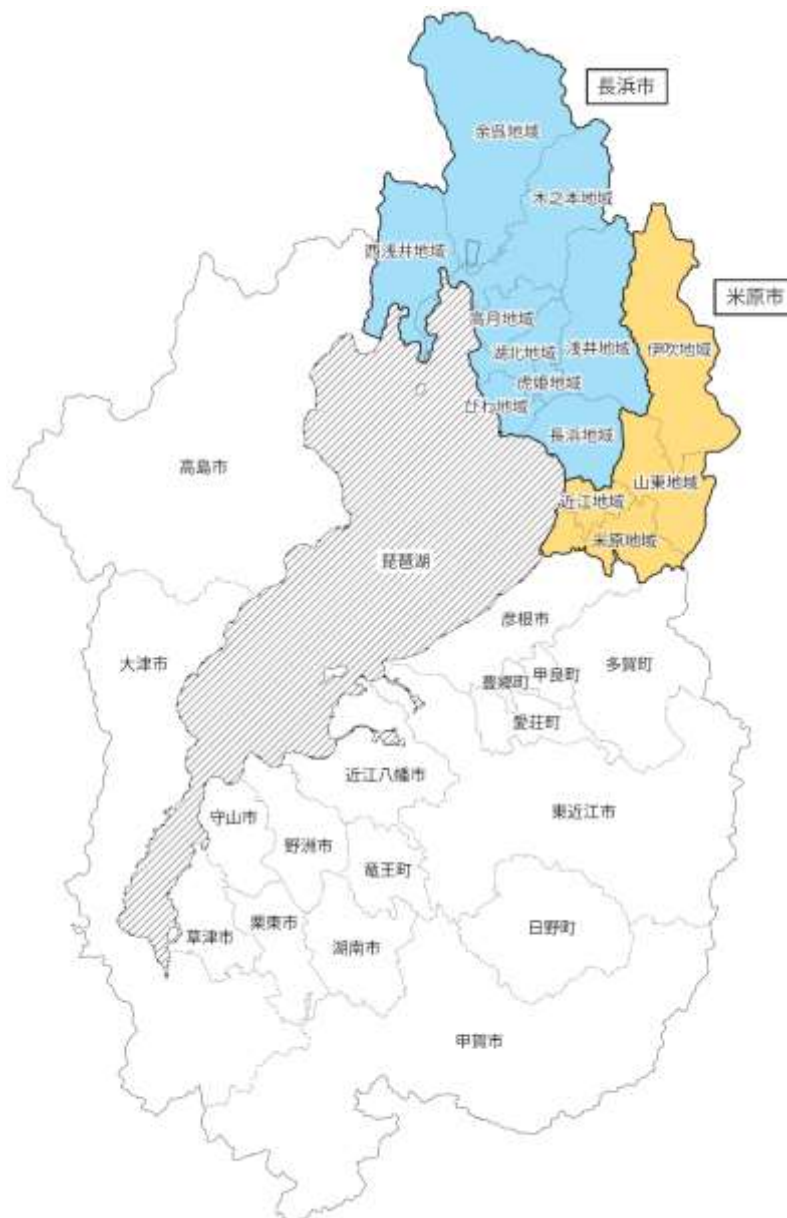 長浜市
余呉地域
木之本地域
西浅井地域
米原市
高月地域
湖北地域
浅井地域
伊吹地域
虎姫地域
びわ地域
長浜地域
高島市
山東地域
近江地域
米原地域
琵琶湖
彦根市
大津市
多賀町
豊郷町
甲良町
愛荘町
近江八幡市
東近江市
守山市
野洲市
竜王町
草津市
栗東市
湖南市
日野町
甲賀市